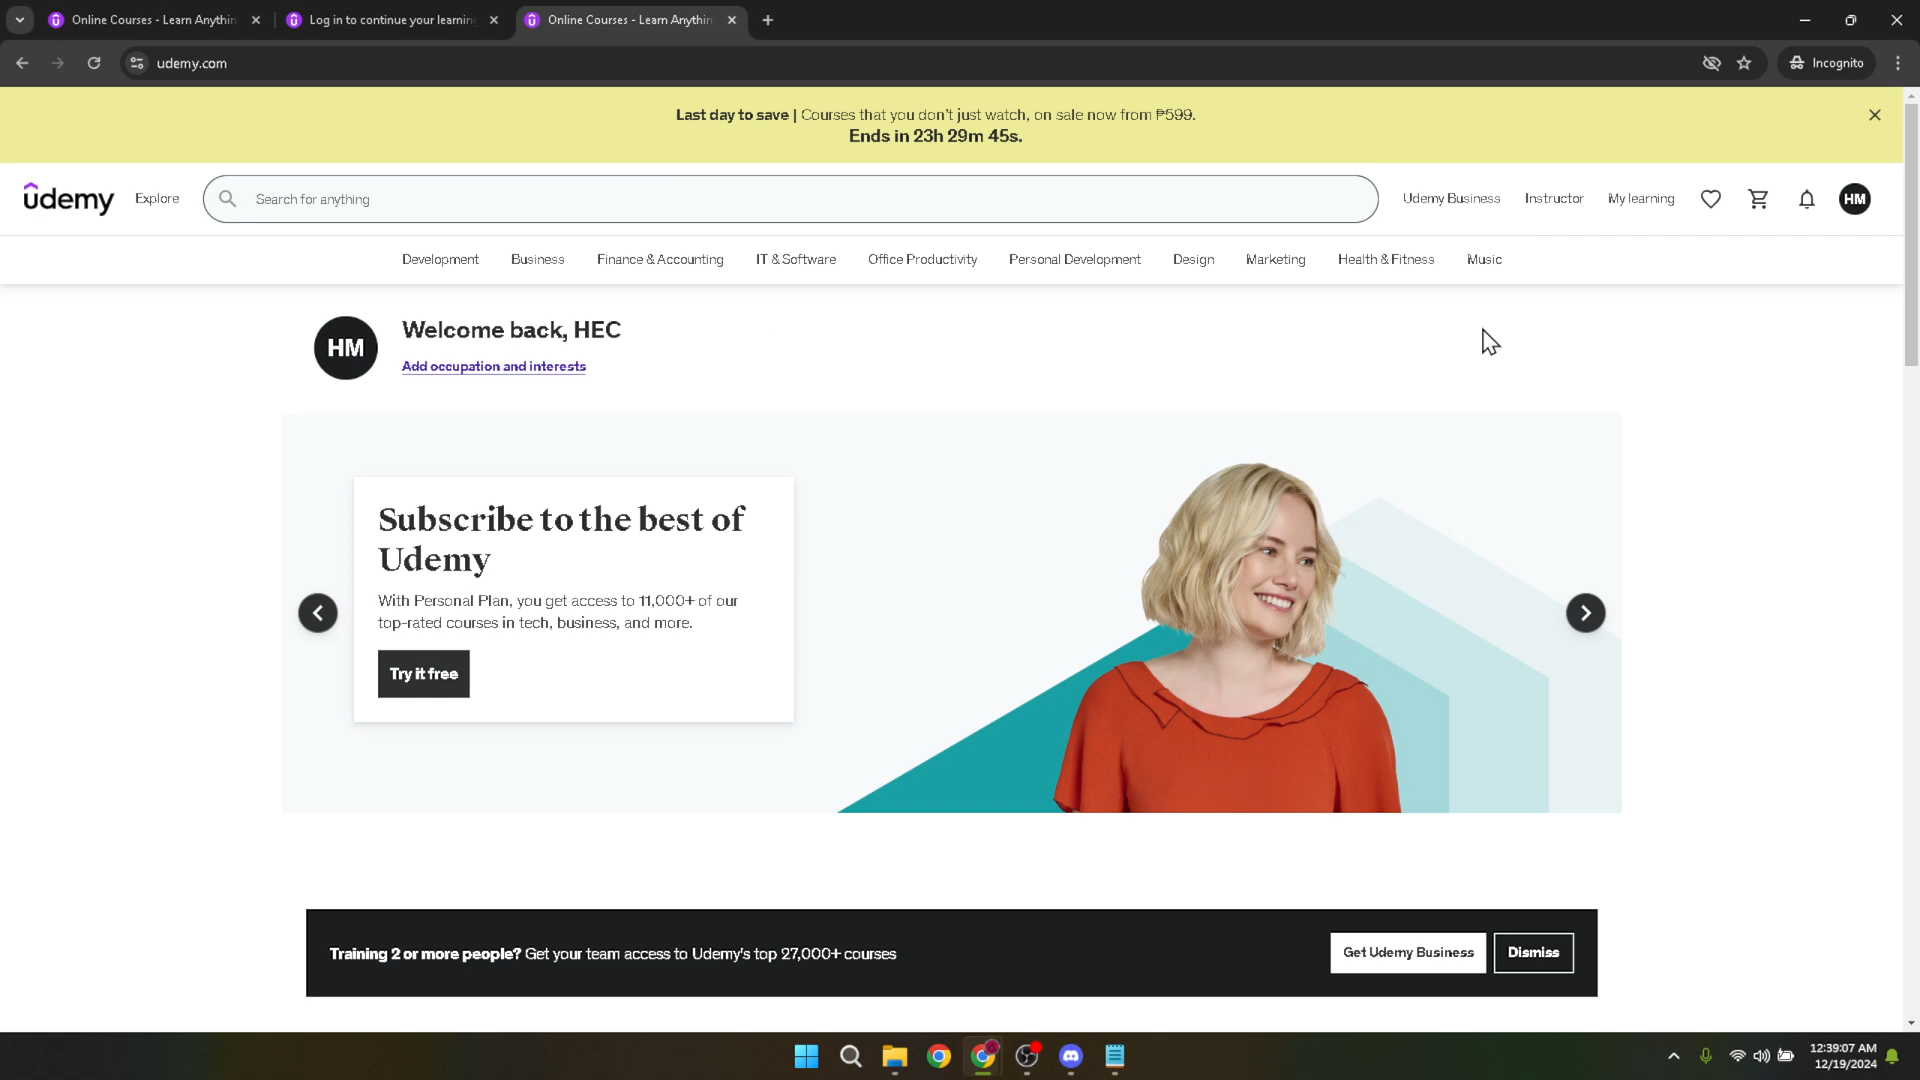 Online Courses - Learn Anythin
Log in to continue your learning
Online Courses - Learn Anythin
udemy.com
Incognito
Last day to save | Courses that you don't just watch, on sale now from ₱599.
Ends in 23h 29m 45s.
udemy
Explore
Search for anything
Udemy Business
Instructor
My learning
HM
Development
Business
Finance & Accounting
IT & Software
Office Productivity
Personal Development
Design
Marketing
Health & Fitness
Music
HM
Welcome back, HEC
Add occupation and interests
Subscribe to the best of
Udemy
With Personal Plan, you get access to 11,000+ of our
top-rated courses in tech, business, and more.
Try it free
Training 2 or more people? Get your team access to Udemy's top 27,000+ courses
Get Udemy Business
Dismiss
12:39:07 AM
12/19/2024